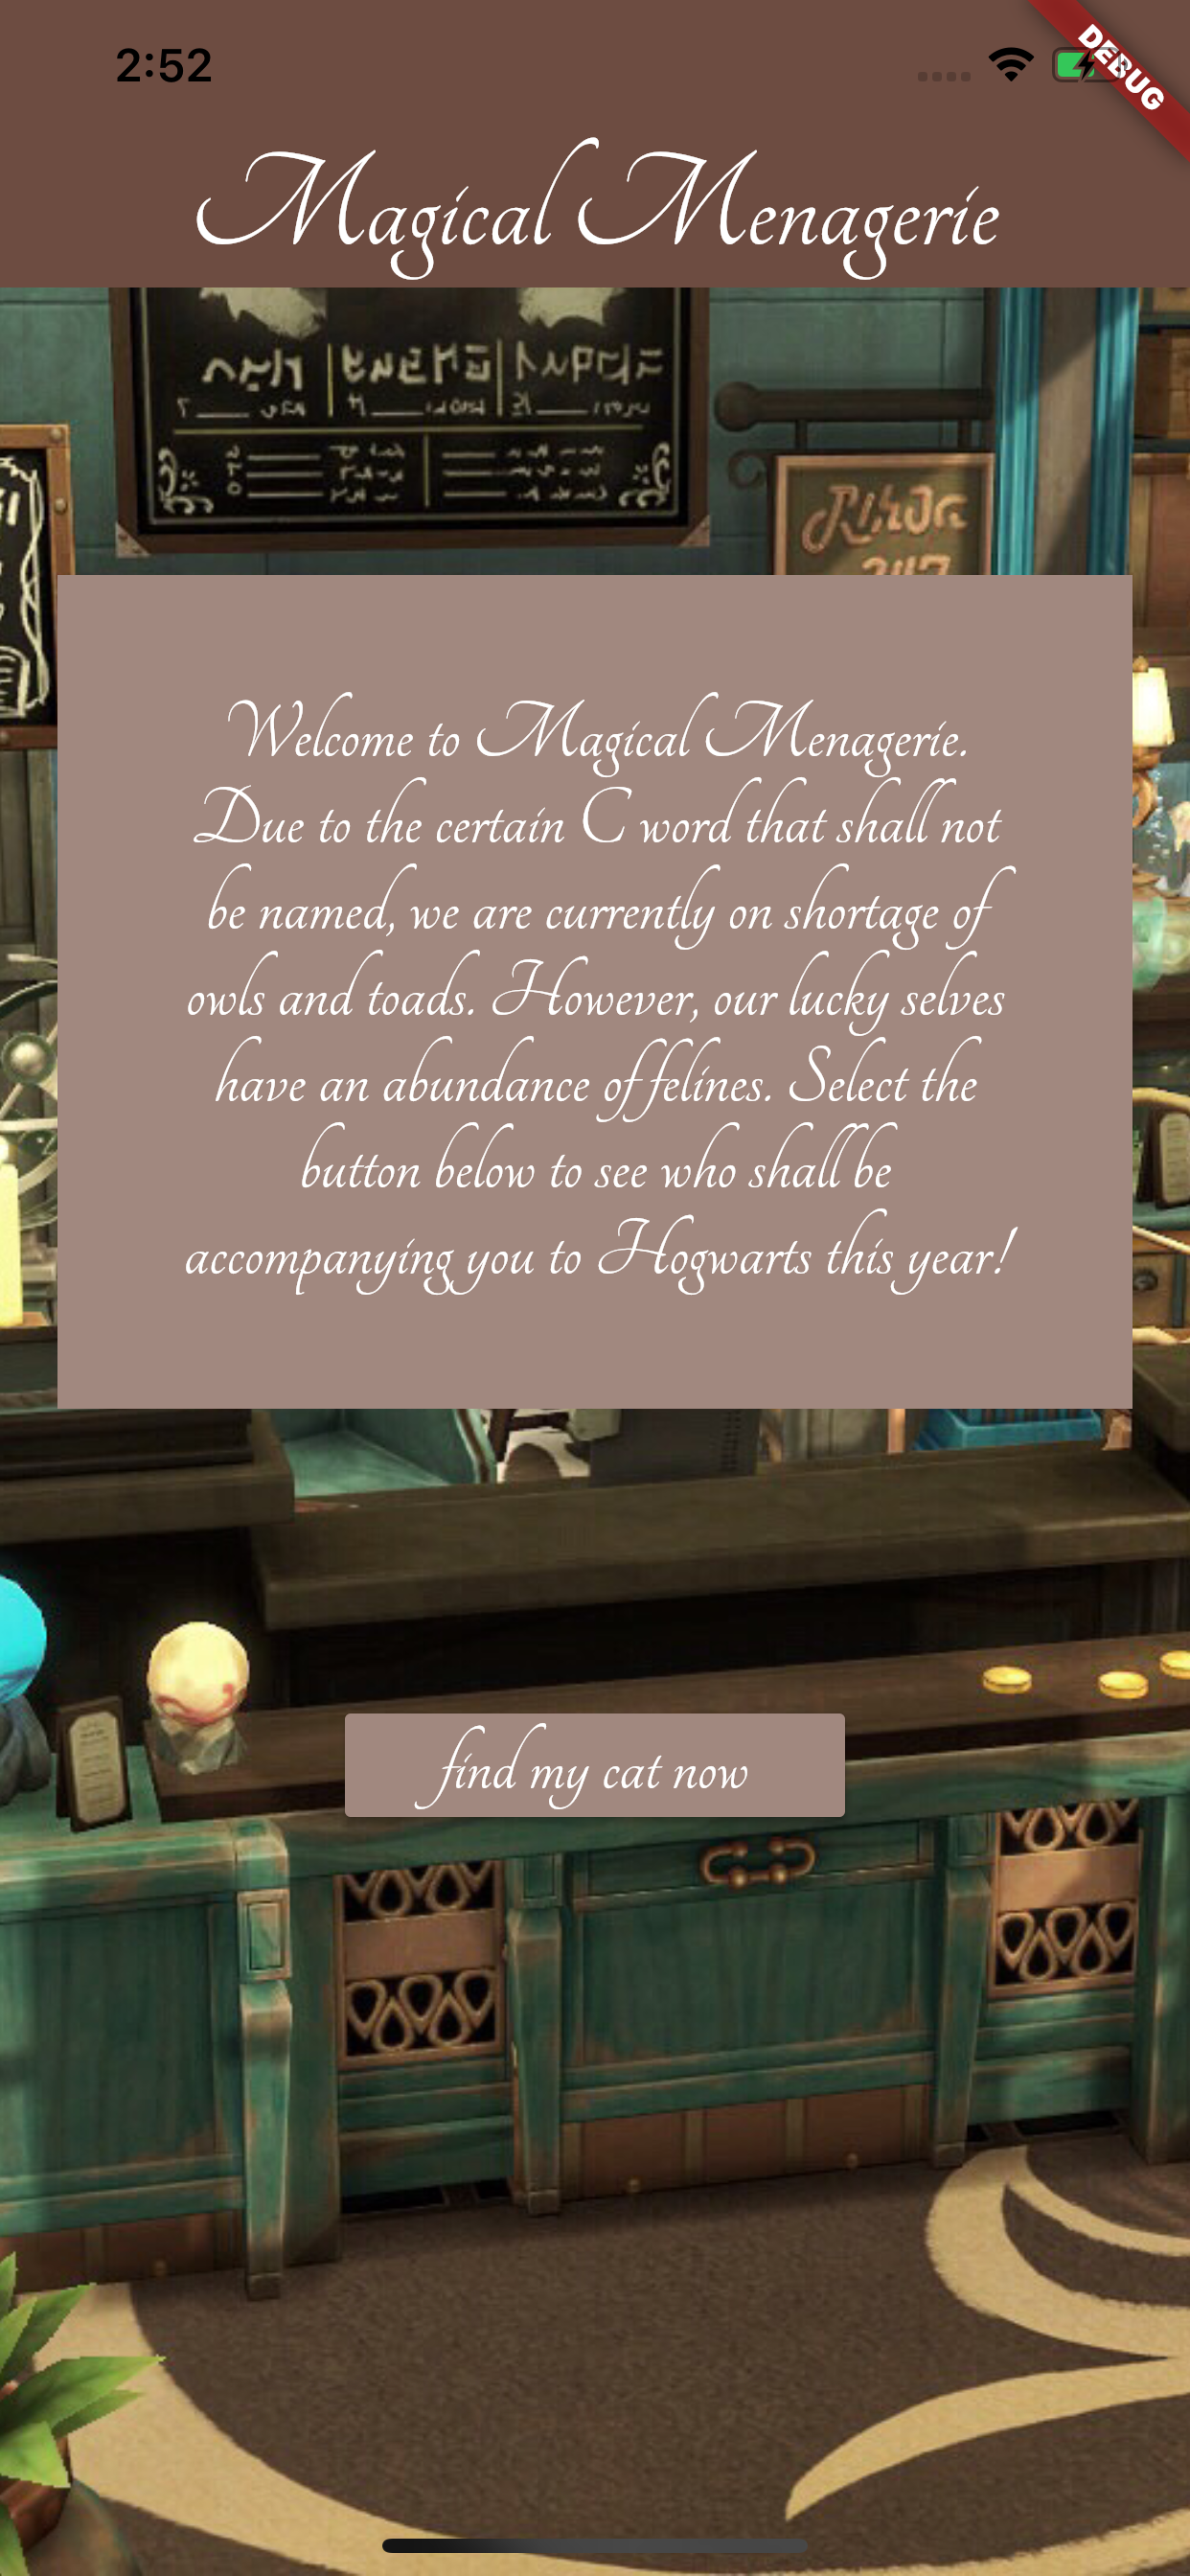 2:52
DEBUG
Magical Menagerie
Welcome to Magical Menagerie.
Due to the certain C word that shall not
be named, we are currently on shortage of
owls and toads. However, our lucky selves
have an abundance of felines. Select the
button below to see who shall be
accompanying you to Hogwarts this year!
find my cat now